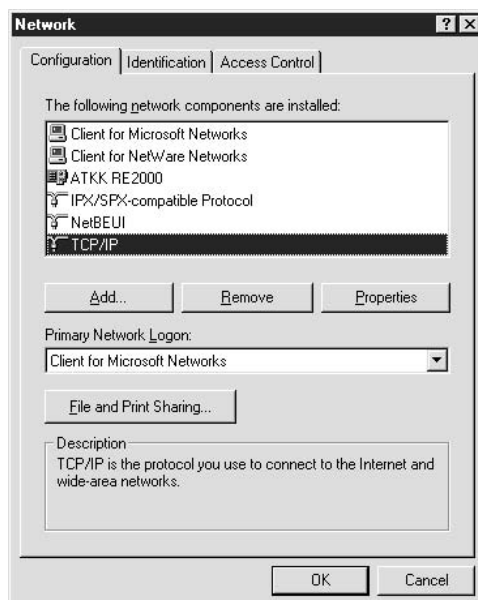 Network
Configuration Identification Access Control
The following network components are installed:
Client for Microsoft Networks
Client for NetWare Networks
ATKK RE2000
IPX/SPX-compatible Protocol
NetBEUI
TCP/IP
Add... Remove Properties
Primary Network Logon:
Client for Microsoft Networks
File and Print Sharing...
Description
TCP/IP is the protocol you use to connect to the Internet and
wide-area networks.
OK Cancel